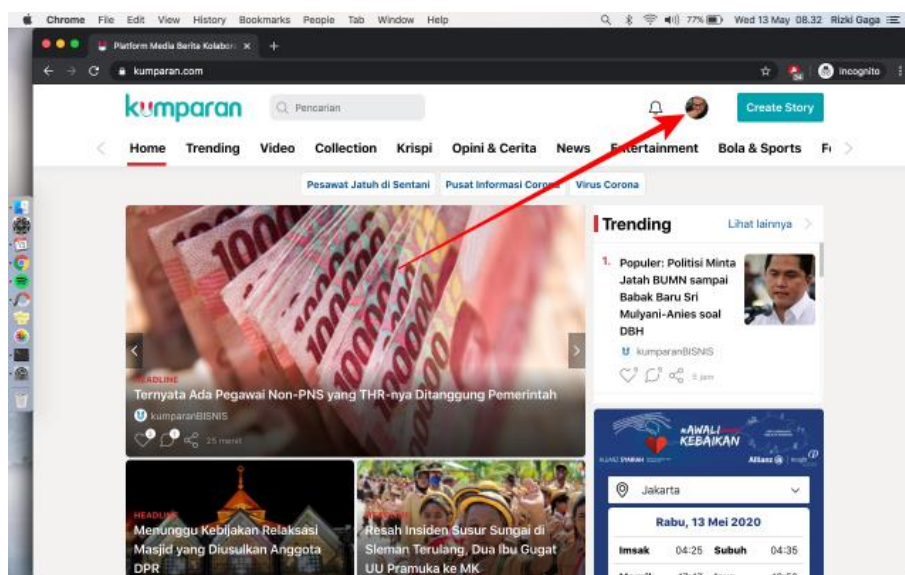 Chrome File Edit View History Bookmarks People Tab Window Help 77% Wed 13 May 08.32 Rizki Gaga
Platform Media Berita Kolabor
kumparan.com Incognito
kumparan Pencarian Create Story
Home Trending Video Collection Krispi Opini & Cerita News Entertainment Bola & Sports
Pesawat Jatuh di Sentani Pusat Informasi Corona Virus Corona
HEADLINE
Ternyata Ada Pegawai Non-PNS yang THR-nya Ditanggung Pemerintah
kumparanBISNIS
25 menit
HEADLINE
Menunggu Kebijakan Relaksasi
Masjid yang Diusulkan Anggota
DPR
HEADLINE
Resah Insiden Susur Sungai di
Sleman Terulang, Dua Ibu Gugat
UU Pramuka ke MK
Trending Lihat lainnya
1. Populer: Politisi Minta
Jatah BUMN sampai
Babak Baru Sri
Mulyani-Anies soal
DBH
kumparanBISNIS
5 jam
#AWALI
KEBAIKAN
Allianz
Jakarta
Rabu, 13 Mei 2020
Imsak 04:25 Subuh 04:35